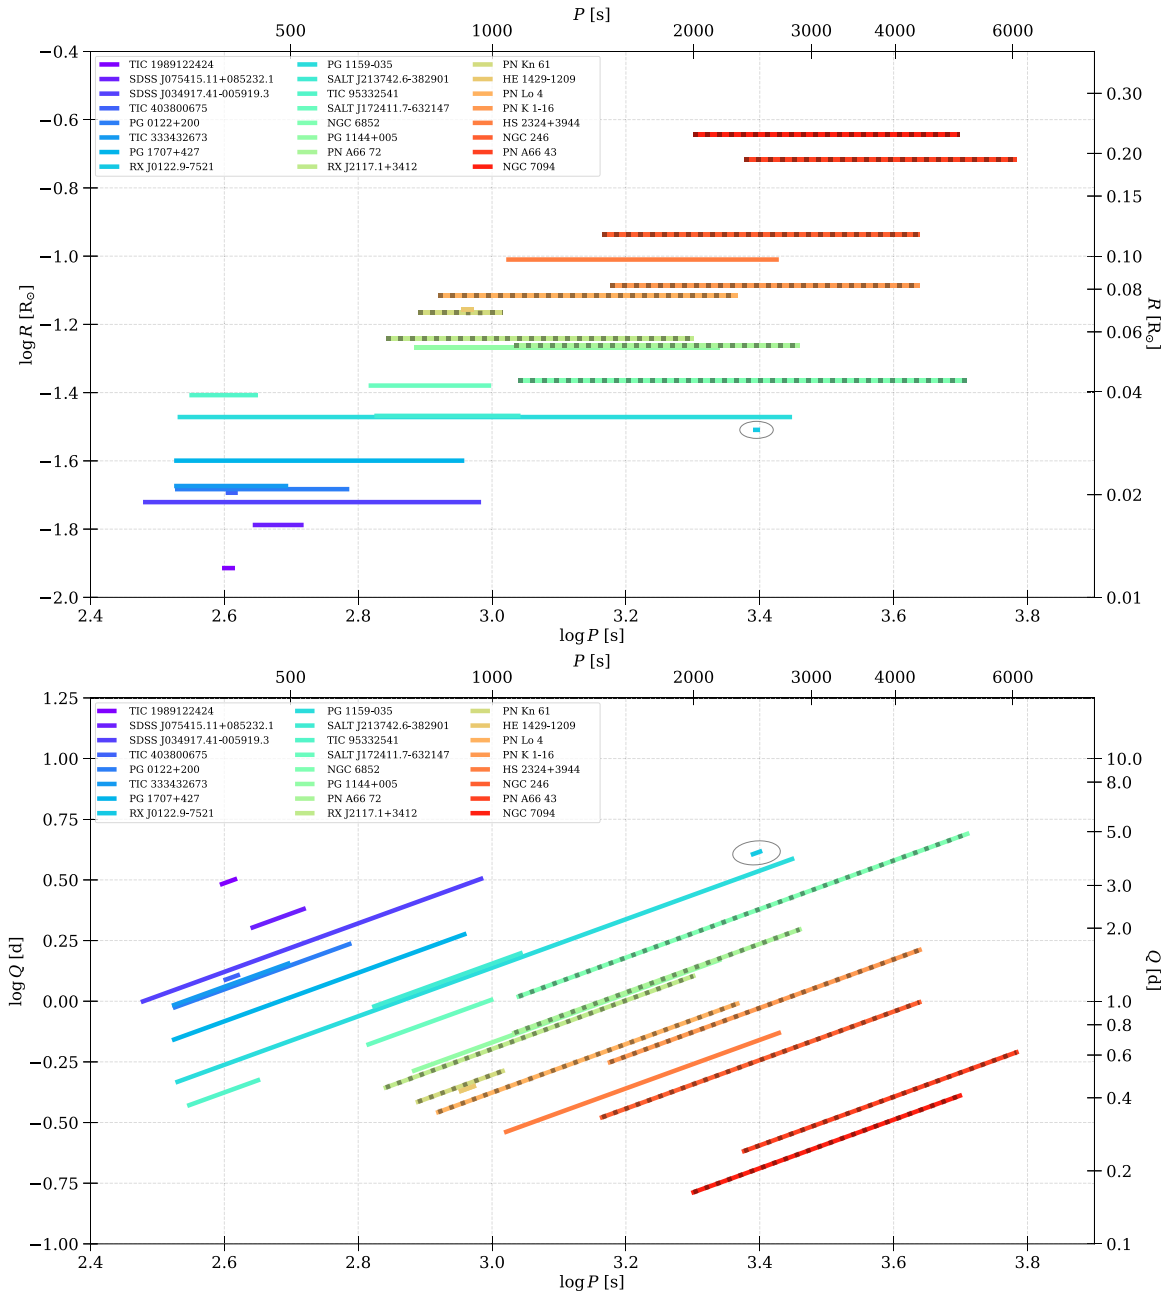 P [s]
500 1000 2000 3000 4000 6000
−0.4
−0.6
−0.8
−1.0
−1.2
−1.4
−1.6
−1.8
−2.0
log R [R⊙]
TIC 1989122424
SDSS J075415.11+085232.1
SDSS J034917.41-005919.3
TIC 403800675
PG 0122+200
TIC 333432673
PG 1707+427
RX J0122.9-7521
PG 1159-035
SALT J213742.6-382901
TIC 95332541
SALT J172411.7-632147
NGC 6852
PG 1144+005
PN A66 72
RX J2117.1+3412
PN Kn 61
HE 1429-1209
PN Lo 4
PN K 1-16
HS 2324+3944
NGC 246
PN A66 43
NGC 7094
0.30
0.20
0.15
0.10
0.08
0.06
0.04
0.02
0.01
R [R⊙]
2.4 2.6 2.8 3.0 3.2 3.4 3.6 3.8
log P [s]
P [s]
500 1000 2000 3000 4000 6000
1.25
1.00
0.75
0.50
0.25
0.00
−0.25
−0.50
−0.75
−1.00
log Q [d]
TIC 1989122424
SDSS J075415.11+085232.1
SDSS J034917.41-005919.3
TIC 403800675
PG 0122+200
TIC 333432673
PG 1707+427
RX J0122.9-7521
PG 1159-035
SALT J213742.6-382901
TIC 95332541
SALT J172411.7-632147
NGC 6852
PG 1144+005
PN A66 72
RX J2117.1+3412
PN Kn 61
HE 1429-1209
PN Lo 4
PN K 1-16
HS 2324+3944
NGC 246
PN A66 43
NGC 7094
10.0
8.0
5.0
3.0
2.0
1.0
0.8
0.6
0.4
0.2
0.1
Q [d]
2.4 2.6 2.8 3.0 3.2 3.4 3.6 3.8
log P [s]